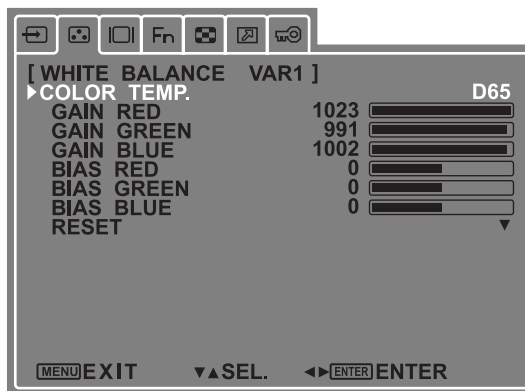 Fn
[ WHITE BALANCE VAR1 ]
▶COLOR TEMP. D65
GAIN RED 1023
GAIN GREEN 991
GAIN BLUE 1002
BIAS RED 0
BIAS GREEN 0
BIAS BLUE 0
RESET ▼
MENU EXIT ▼▲SEL. ◀▶ENTER ENTER